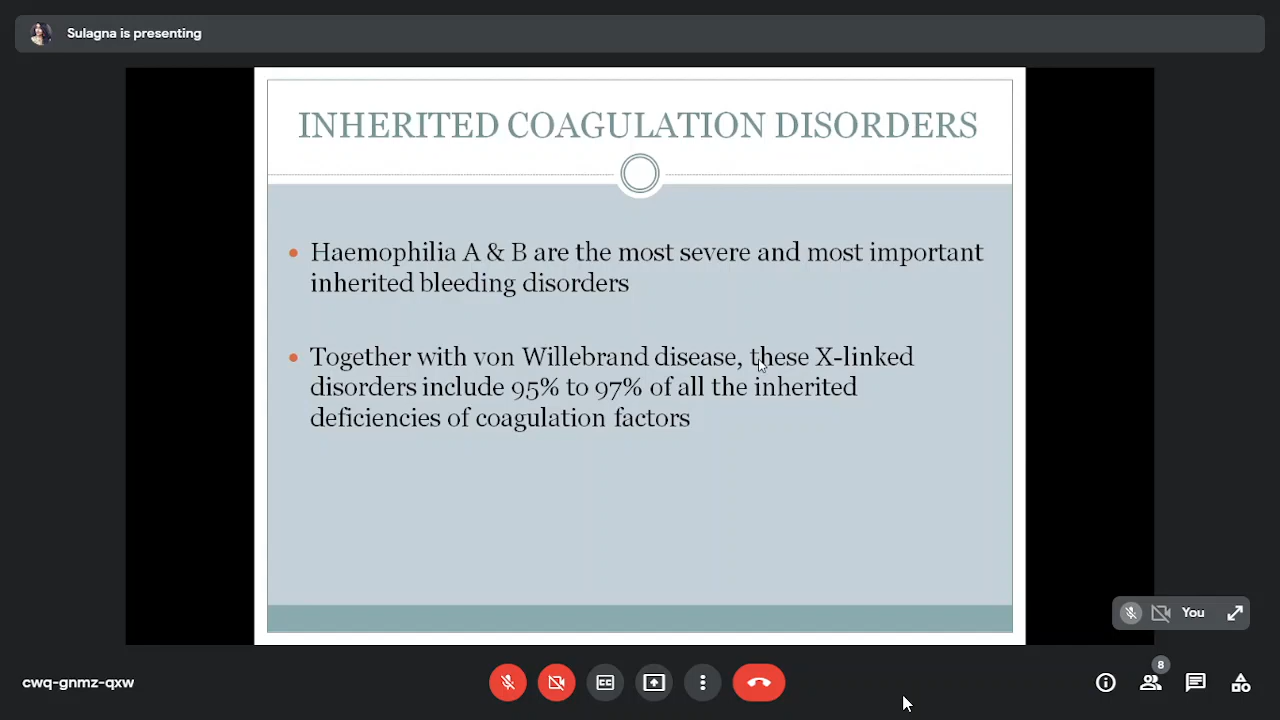 Sulagna is presenting
INHERITED COAGULATION DISORDERS
• Haemophilia A & B are the most severe and most important
inherited bleeding disorders
• Together with von Willebrand disease, these X-linked
disorders include 95% to 97% of all the inherited
deficiencies of coagulation factors
You
cwq-gnmz-qxw
CC
8